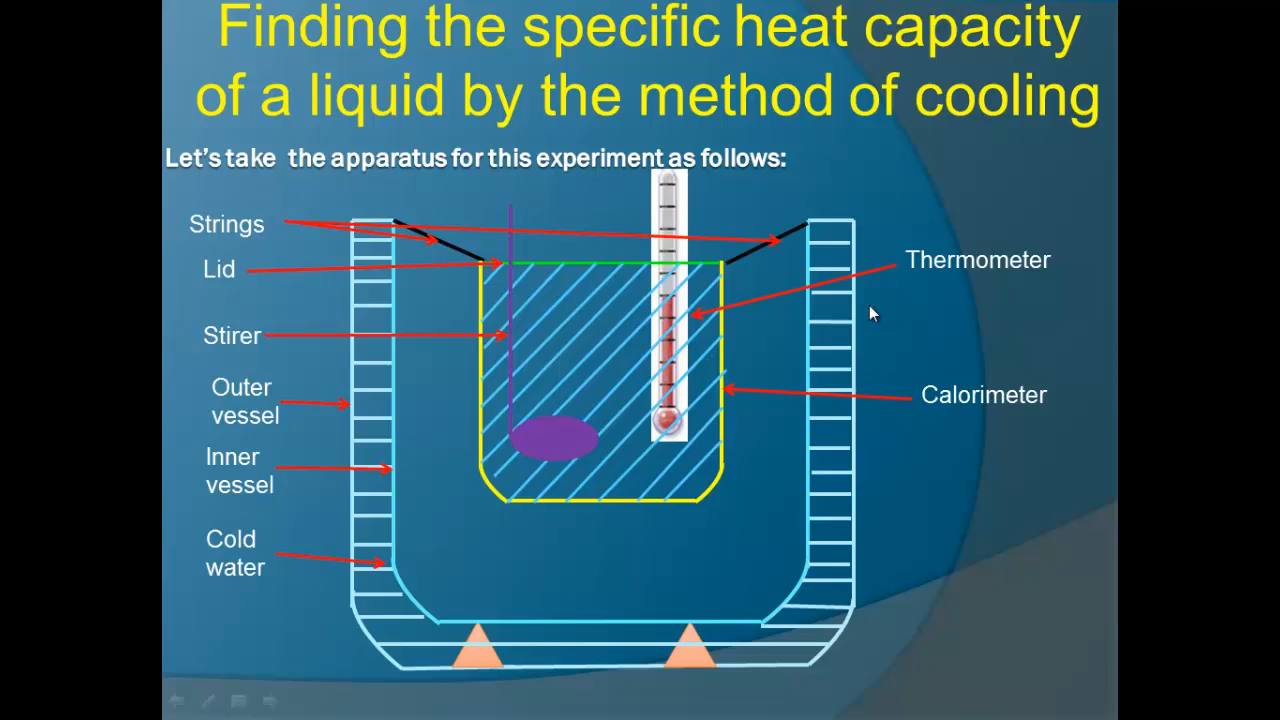 Finding the specific heat capacity
of a liquid by the method of cooling
Let's take the apparatus for this experiment as follows:
Strings
Lid
Stirer
Outer
vessel
Inner
vessel
Cold
water
Thermometer
Calorimeter